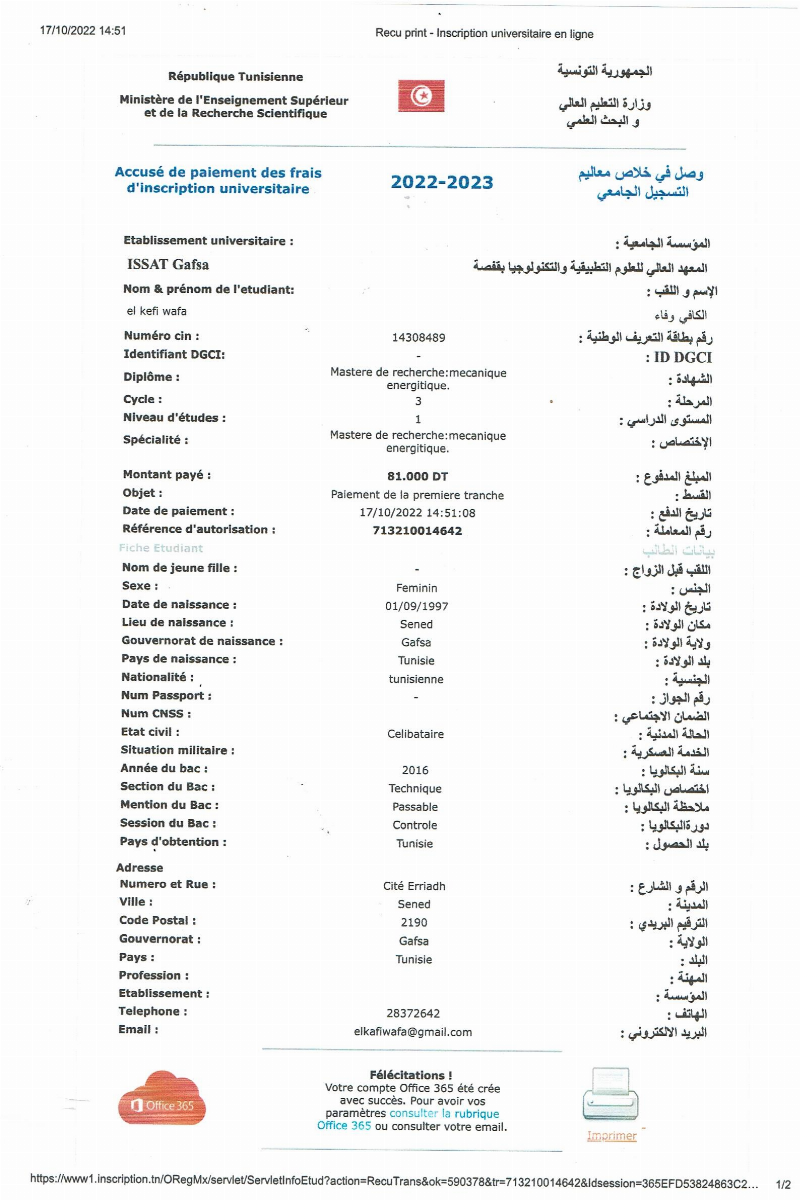 17/10/2022 14:51 Recu print - Inscription universitaire en ligne
République Tunisienne الجمهورية التونسية
Ministère de l'Enseignement Supérieur وزارة التعليم العالي
et de la Recherche Scientifique و البحث العلمي
Accusé de paiement des frais 2022-2023 وصل في خلاص معاليم
d'inscription universitaire التسجيل الجامعي
Etablissement universitaire : المؤسسة الجامعية :
ISSAT Gafsa المعهد العالي للعلوم التطبيقية والتكنولوجيا بقفصة
Nom & prénom de l'etudiant: الإسم و اللقب :
el kefi wafa الكافي وفاء
Numéro cin : 14308489 رقم بطاقة التعريف الوطنية :
Identifiant DGCI: - ID DGCI :
Diplôme : Mastere de recherche:mecanique energitique. الشهادة :
Cycle : 3 المرحلة :
Niveau d'études : 1 المستوى الدراسي :
Spécialité : Mastere de recherche:mecanique energitique. الإختصاص :
Montant payé : 81.000 DT المبلغ المدفوع :
Objet : Paiement de la premiere tranche القسط :
Date de paiement : 17/10/2022 14:51:08 تاريخ الدفع :
Référence d'autorisation : 713210014642 رقم المعاملة :
Fiche Etudiant بيانات الطالب
Nom de jeune fille : - اللقب قبل الزواج :
Sexe : Feminin الجنس :
Date de naissance : 01/09/1997 تاريخ الولادة :
Lieu de naissance : Sened مكان الولادة :
Gouvernorat de naissance : Gafsa ولاية الولادة :
Pays de naissance : Tunisie بلد الولادة :
Nationalité : tunisienne الجنسية :
Num Passport : - رقم الجواز :
Num CNSS : الضمان الاجتماعي :
Etat civil : Celibataire الحالة المدنية :
Situation militaire : الخدمة العسكرية :
Année du bac : 2016 سنة البكالويا :
Section du Bac : Technique اختصاص البكالويا :
Mention du Bac : Passable ملاحظة البكالويا :
Session du Bac : Controle دورةالبكالويا :
Pays d'obtention : Tunisie بلد الحصول :
Adresse
Numero et Rue : Cité Erriadh الرقم و الشارع :
Ville : Sened المدينة :
Code Postal : 2190 الترقيم البريدي :
Gouvernorat : Gafsa الولاية :
Pays : Tunisie البلد :
Profession : المهنة :
Etablissement : المؤسسة :
Telephone : 28372642 الهاتف :
Email : elkafiwafa@gmail.com البريد الالكتروني :
Félécitations !
Votre compte Office 365 été crée
avec succès. Pour avoir vos
paramètres consulter la rubrique
Office 365 ou consulter votre email.
Office 365
Imprimer
https://www1.inscription.tn/ORegMx/servlet/ServletInfoEtud?action=RecuTrans&ok=590378&tr=713210014642&Idsession=365EFD53824863C2... 1/2